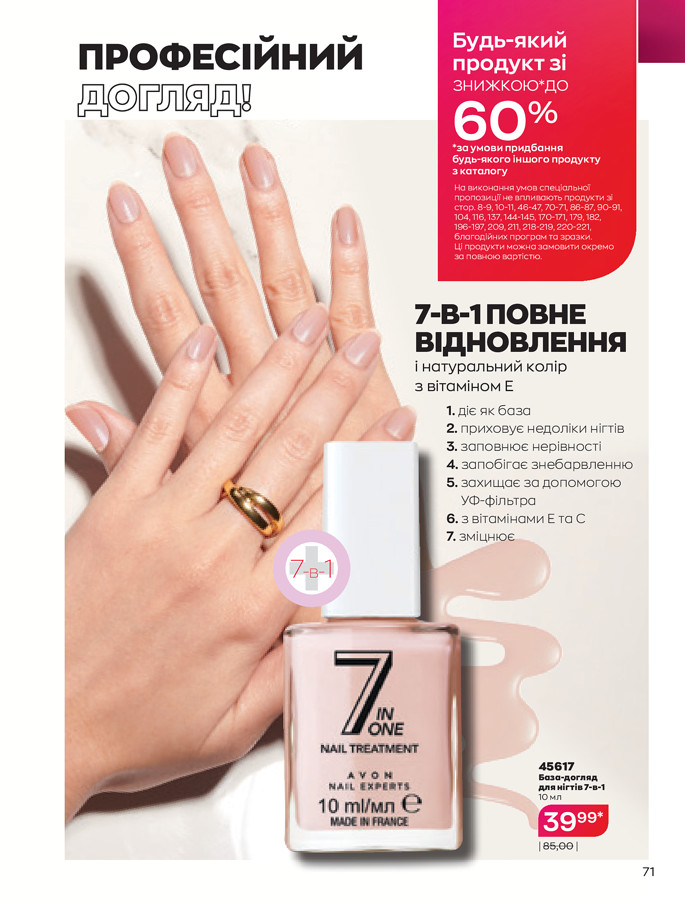 ПРОФЕСІЙНИЙ
ДОГЛЯД!
Будь-який
продукт зі
ЗНИЖКОЮ*ДО
60%
*за умови придбання
будь-якого іншого продукту
з каталогу
На виконання умов спеціальної
пропозиції не впливають продукти зі
стор. 8-9, 10-11, 46-47, 70-71, 86-87, 90-91,
104, 116, 137, 144-145, 170-171, 179, 182,
196-197, 209, 211, 218-219, 220-221,
благодійних програм та зразки.
Ці продукти можна замовити окремо
за повною вартістю.
7-В-1 ПОВНЕ
ВІДНОВЛЕННЯ
і натуральний колір
з вітаміном Е
1. діє як база
2. приховує недоліки нігтів
3. заповнює нерівності
4. запобігає знебарвленню
5. захищає за допомогою
УФ-фільтра
6. з вітамінами Е та С
7. зміцнює
7-в-1
7 IN
ONE
NAIL TREATMENT
AVON
NAIL EXPERTS
10 ml/мл ℮
MADE IN FRANCE
45617
База-догляд
для нігтів 7-в-1
10 мл
39,99*
|85,00|
71